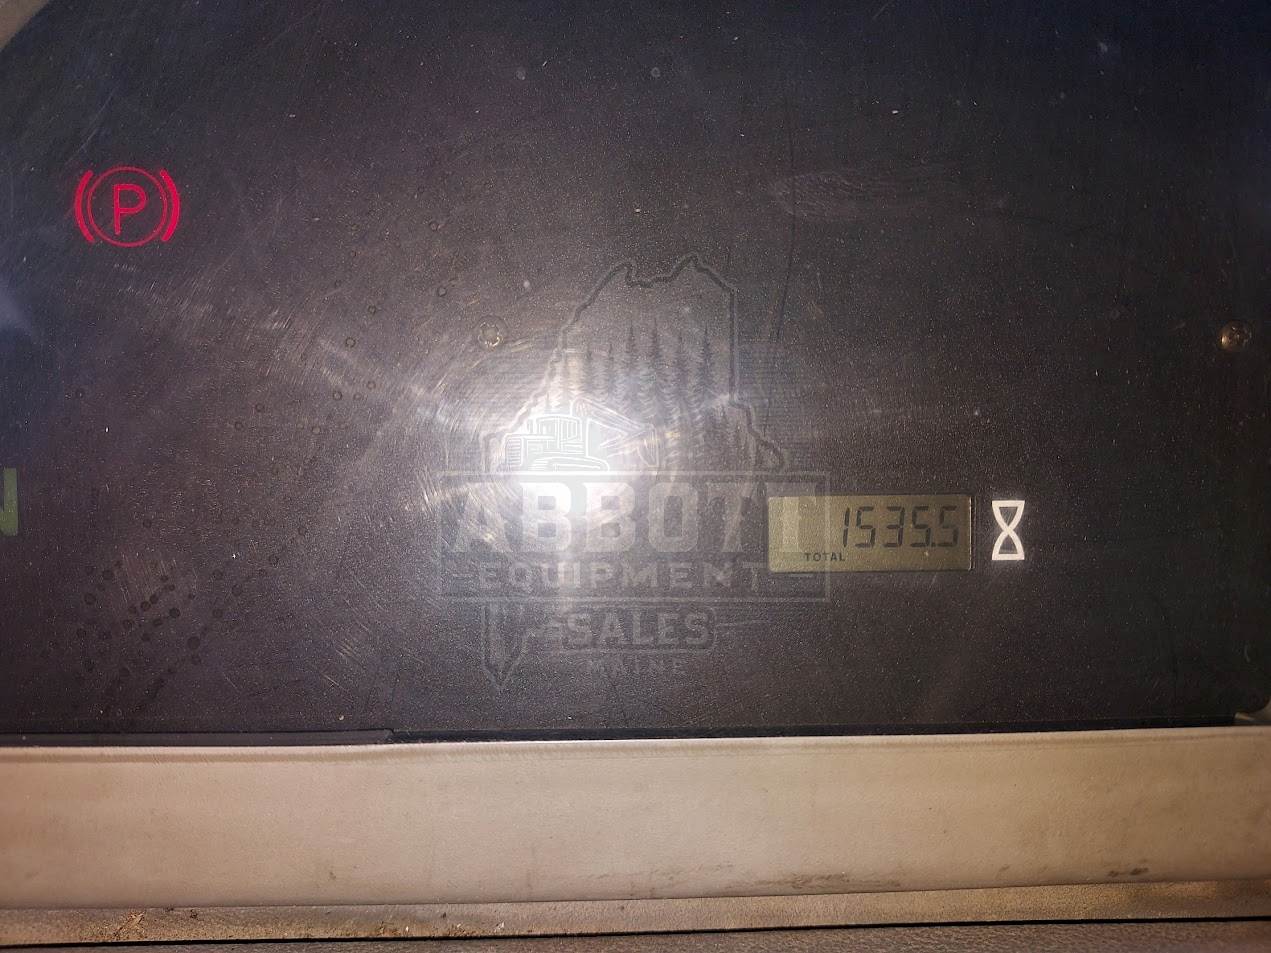 P
1535.5
TOTAL
ABBOTT
EQUIPMENT
SALES
MAINE